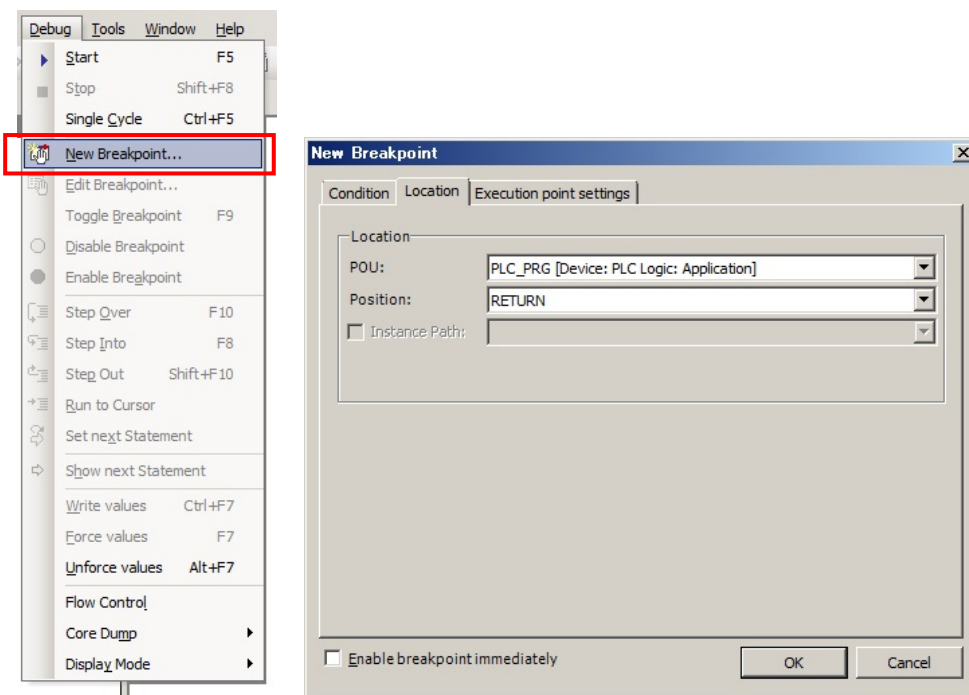 Debug Tools Window Help
Start F5
Stop Shift+F8
Single Cycle Ctrl+F5
New Breakpoint...
Edit Breakpoint...
Toggle Breakpoint F9
Disable Breakpoint
Enable Breakpoint
Step Over F10
Step Into F8
Step Out Shift+F10
Run to Cursor
Set next Statement
Show next Statement
Write values Ctrl+F7
Force values F7
Unforce values Alt+F7
Flow Control
Core Dump
Display Mode
New Breakpoint
Condition Location Execution point settings
Location
POU: PLC_PRG [Device: PLC Logic: Application]
Position: RETURN
Instance Path:
Enable breakpoint immediately OK Cancel